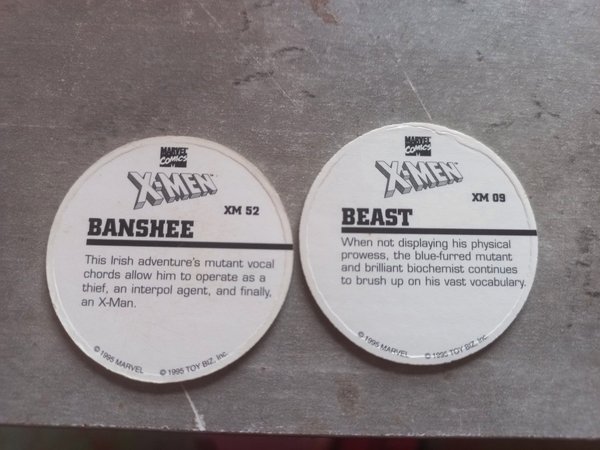 MARVEL
COMICS
X-MEN
XM 52
BANSHEE
This Irish adventure's mutant vocal
chords allow him to operate as a
thief, an interpol agent, and finally,
an X-Man.
© 1995 MARVEL © 1995 TOY BIZ, Inc.
MARVEL
COMICS
X-MEN
XM 09
BEAST
When not displaying his physical
prowess, the blue-furred mutant
and brilliant biochemist continues
to brush up on his vast vocabulary.
© 1995 MARVEL © 1995 TOY BIZ, Inc.